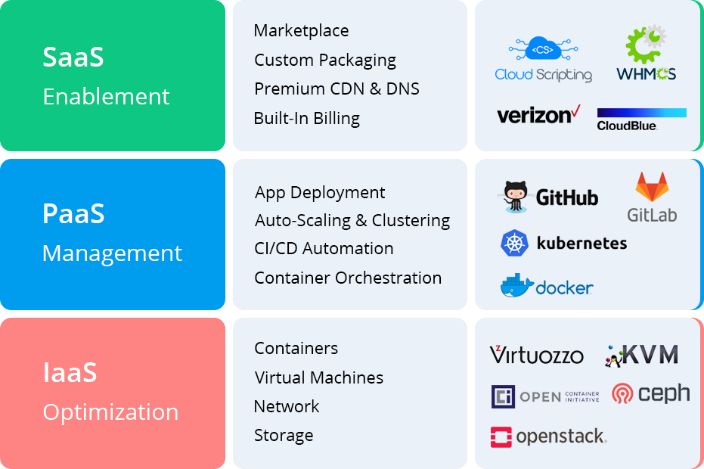 SaaS
Enablement
Marketplace
Custom Packaging
Premium CDN & DNS
Built-In Billing
<CS>
Cloud Scripting
WHMCS
verizon✓
CloudBlue
PaaS
Management
App Deployment
Auto-Scaling & Clustering
CI/CD Automation
Container Orchestration
GitHub
GitLab
kubernetes
docker
IaaS
Optimization
Containers
Virtual Machines
Network
Storage
Virtuozzo
KVM
OPEN CONTAINER
INITIATIVE
ceph
openstack.